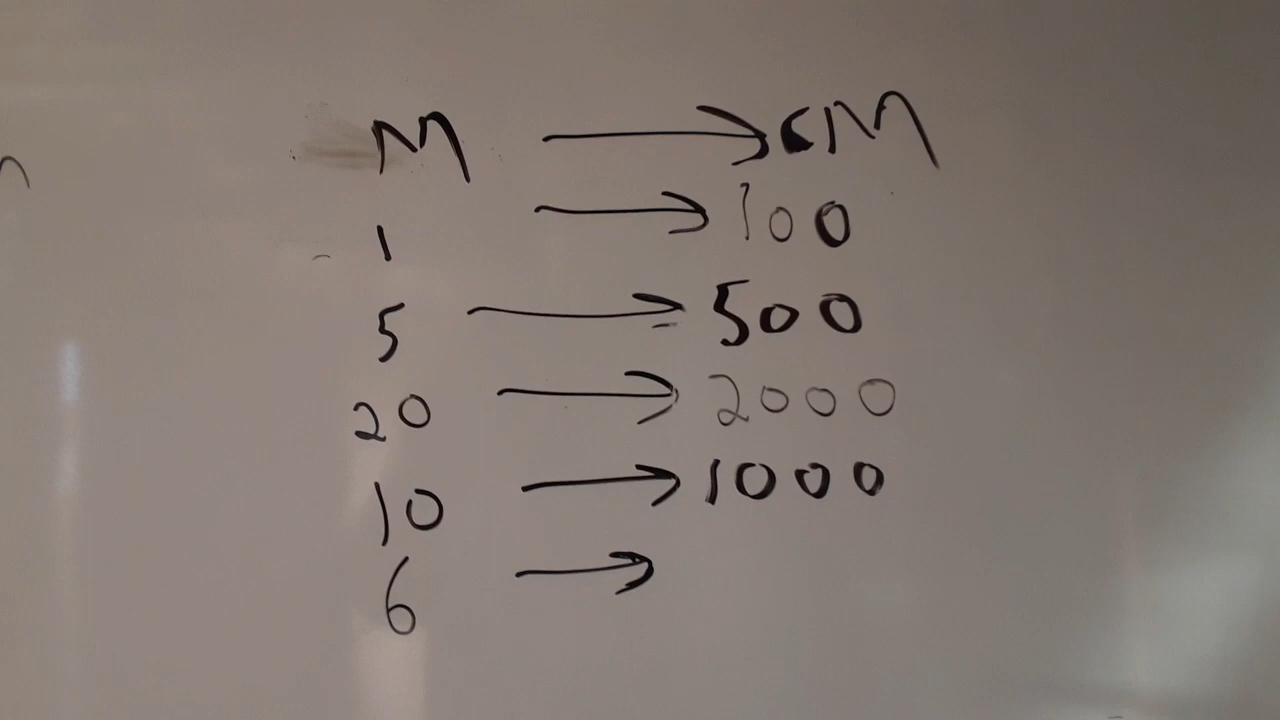 M → CM
1 → 100
5 → 500
20 → 2000
10 → 1000
6 →